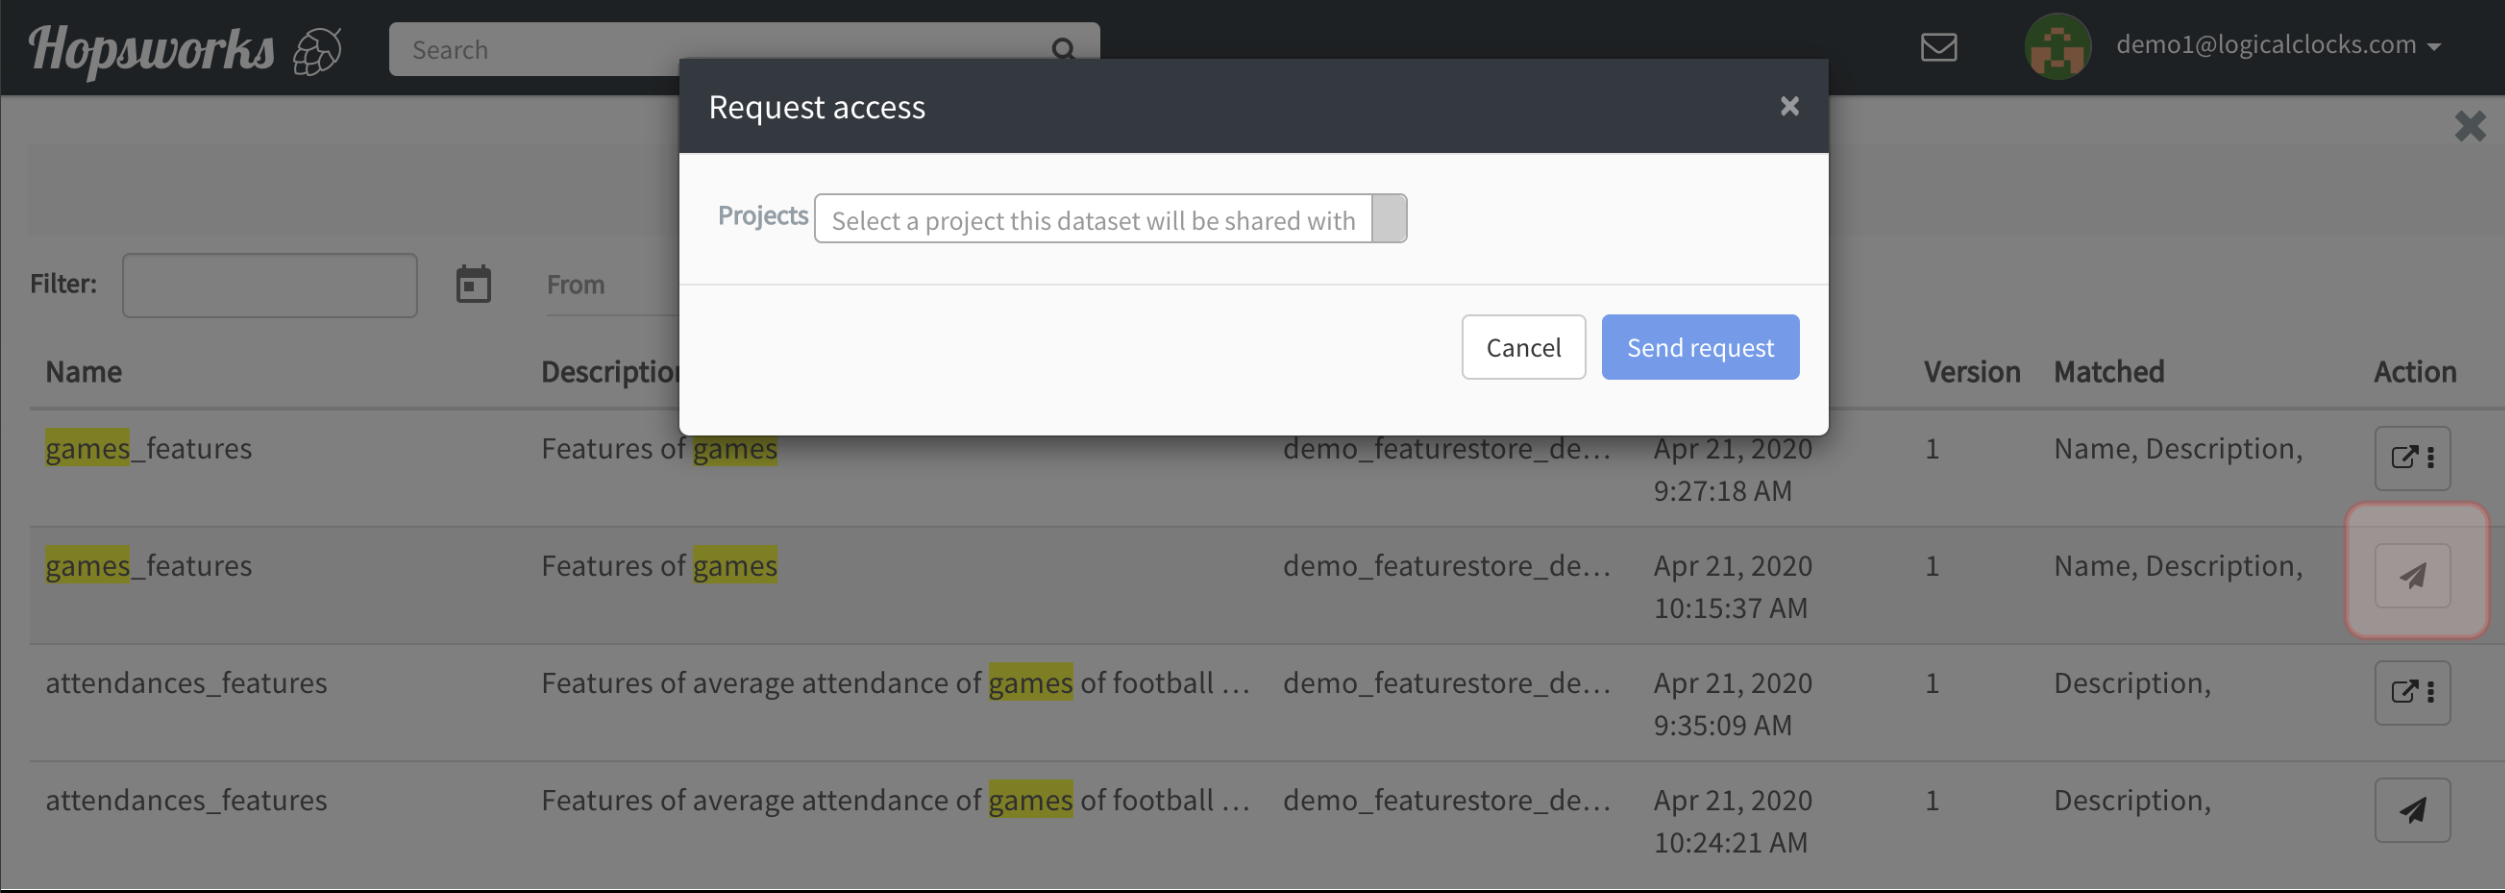 Hopsworks
Search
demo1@logicalclocks.com
Request access
Projects
Select a project this dataset will be shared with
Filter:
From
Cancel
Send request
Name Version Matched Action
games_features Features of games demo_featurestore_de... Apr 21, 2020 1 Name, Description,
9:27:18 AM
games_features Features of games demo_featurestore_de... Apr 21, 2020 1 Name, Description,
10:15:37 AM
attendances_features Features of average attendance of games of football ... demo_featurestore_de... Apr 21, 2020 1 Description,
9:35:09 AM
attendances_features Features of average attendance of games of football ... demo_featurestore_de... Apr 21, 2020 1 Description,
10:24:21 AM